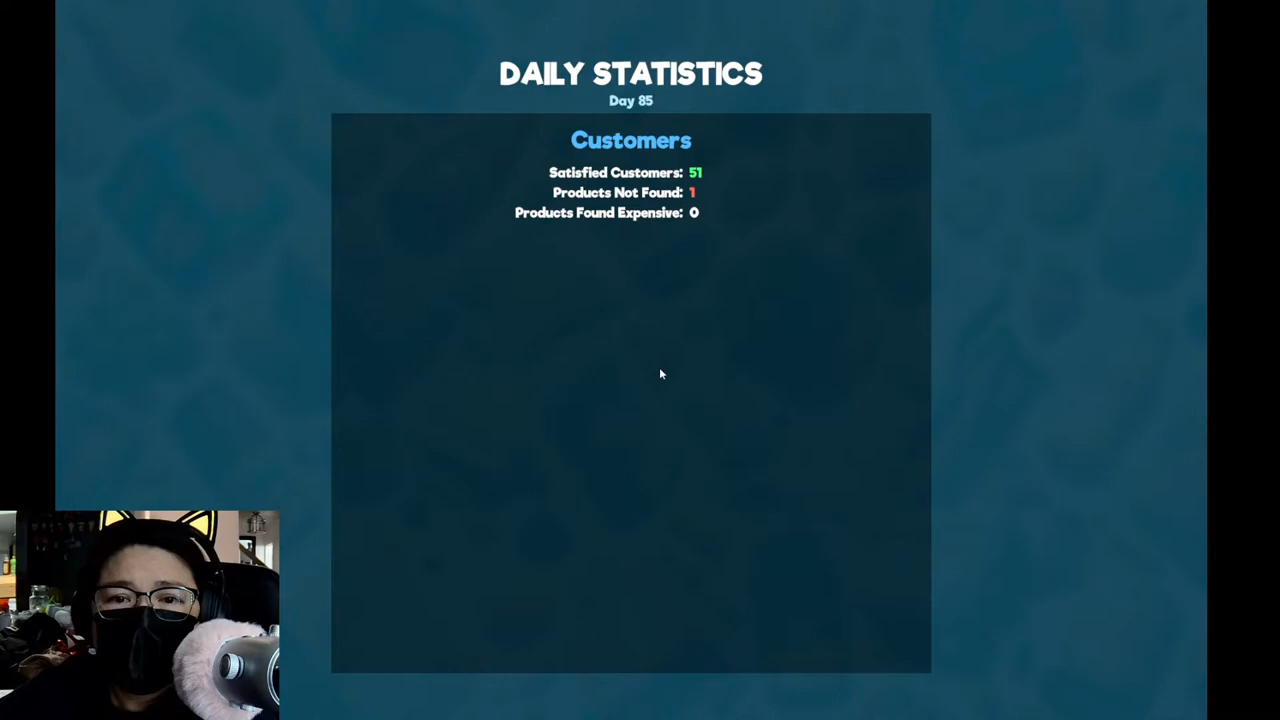 DAILY STATISTICS
Day 85
Customers
Satisfied Customers: 51
Products Not Found: 1
Products Found Expensive: 0